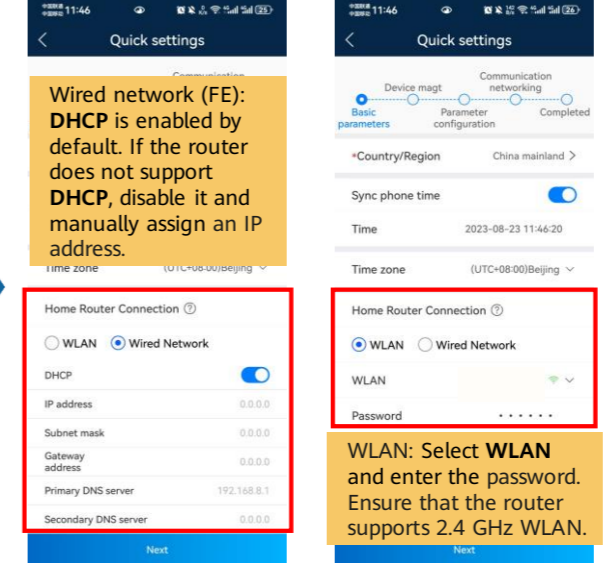 11:46
25
Quick settings
Wired network (FE):
DHCP is enabled by
default. If the router
does not support
DHCP, disable it and
manually assign an IP
address.
Time zone (UTC+08:00)Beijing
Home Router Connection
WLAN Wired Network
DHCP
IP address 0.0.0.0
Subnet mask 0.0.0.0
Gateway
address 0.0.0.0
Primary DNS server 192.168.8.1
Secondary DNS server 0.0.0.0
Next
11:46
26
Quick settings
Device magt Communication
networking
Basic
parameters
Parameter
configuration
Completed
*Country/Region China mainland >
Sync phone time
Time 2023-08-23 11:46:20
Time zone (UTC+08:00)Beijing
Home Router Connection
WLAN Wired Network
WLAN
Password ······
WLAN: Select WLAN
and enter the password.
Ensure that the router
supports 2.4 GHz WLAN.
Next